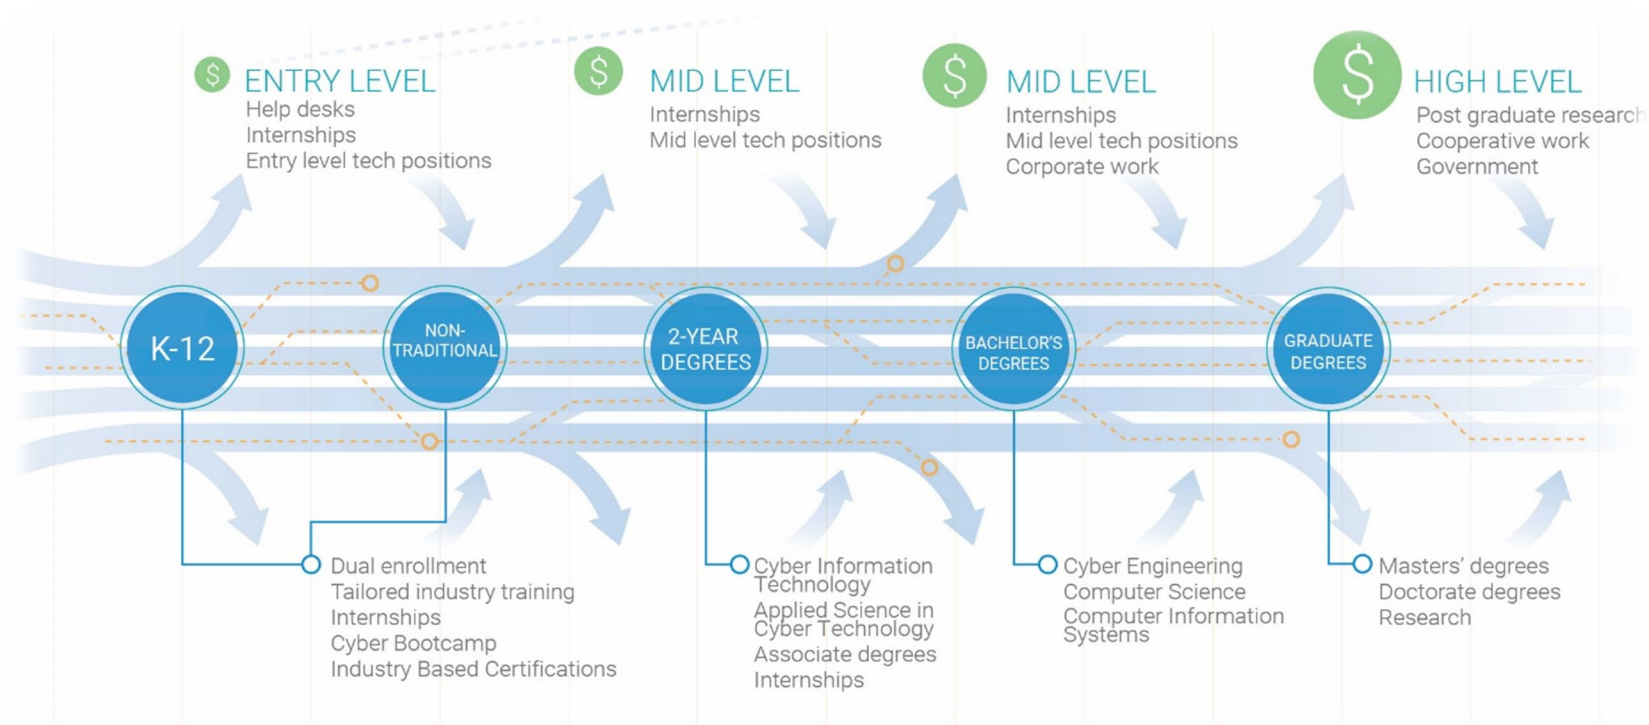 $ ENTRY LEVEL
Help desks
Internships
Entry level tech positions
$ MID LEVEL
Internships
Mid level tech positions
$ MID LEVEL
Internships
Mid level tech positions
Corporate work
$ HIGH LEVEL
Post graduate research
Cooperative work
Government
K-12
NON-
TRADITIONAL
2-YEAR
DEGREES
BACHELOR'S
DEGREES
GRADUATE
DEGREES
Dual enrollment
Tailored industry training
Internships
Cyber Bootcamp
Industry Based Certifications
Cyber Information
Technology
Applied Science in
Cyber Technology
Associate degrees
Internships
Cyber Engineering
Computer Science
Computer Information
Systems
Masters' degrees
Doctorate degrees
Research